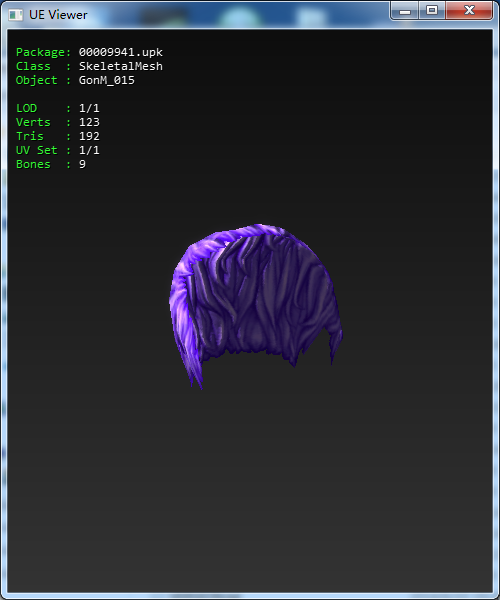 UE Viewer
Package: 00009941.upk
Class : SkeletalMesh
Object : GonM_015
LOD : 1/1
Verts : 123
Tris : 192
UV Set : 1/1
Bones : 9